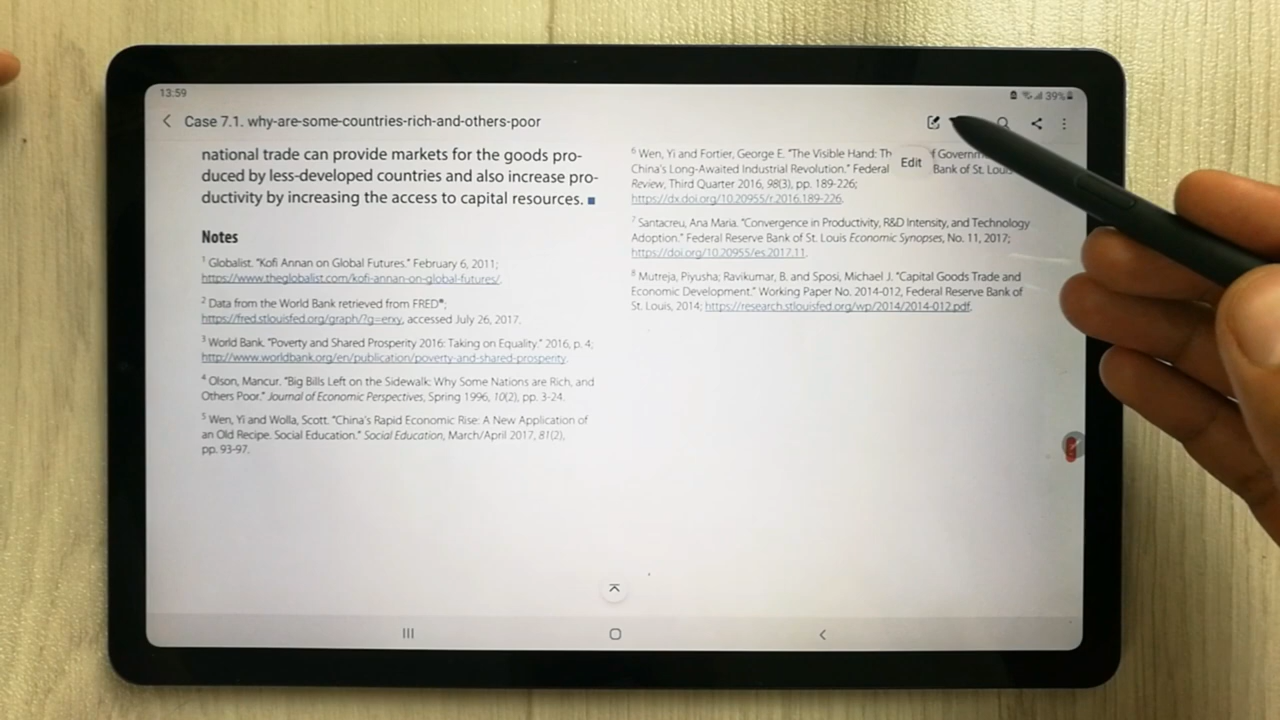 13:59
39%
Case 7.1. why-are-some-countries-rich-and-others-poor
Edit
national trade can provide markets for the goods pro-
duced by less-developed countries and also increase pro-
ductivity by increasing the access to capital resources. ■
Notes
1 Globalist. "Kofi Annan on Global Futures." February 6, 2011;
https://www.theglobalist.com/kofi-annan-on-global-futures/.
2 Data from the World Bank retrieved from FRED®;
https://fred.stlouisfed.org/graph/?g=erxy, accessed July 26, 2017.
3 World Bank. "Poverty and Shared Prosperity 2016: Taking on Equality." 2016, p. 4;
http://www.worldbank.org/en/publication/poverty-and-shared-prosperity.
4 Olson, Mancur. "Big Bills Left on the Sidewalk: Why Some Nations are Rich, and
Others Poor." Journal of Economic Perspectives, Spring 1996, 10(2), pp. 3-24.
5 Wen, Yi and Wolla, Scott. "China's Rapid Economic Rise: A New Application of
an Old Recipe. Social Education." Social Education, March/April 2017, 81(2),
pp. 93-97.
6 Wen, Yi and Fortier, George E. "The Visible Hand: Th f Governm
China's Long-Awaited Industrial Revolution." Federal Bank of St. Louis
Review, Third Quarter 2016, 98(3), pp. 189-226;
https://dx.doi.org/10.20955/r.2016.189-226.
7 Santacreu, Ana Maria. "Convergence in Productivity, R&D Intensity, and Technology
Adoption." Federal Reserve Bank of St. Louis Economic Synopses, No. 11, 2017;
https://doi.org/10.20955/es.2017.11.
8 Mutreja, Piyusha; Ravikumar, B. and Sposi, Michael J. "Capital Goods Trade and
Economic Development." Working Paper No. 2014-012, Federal Reserve Bank of
St. Louis, 2014; https://research.stlouisfed.org/wp/2014/2014-012.pdf.